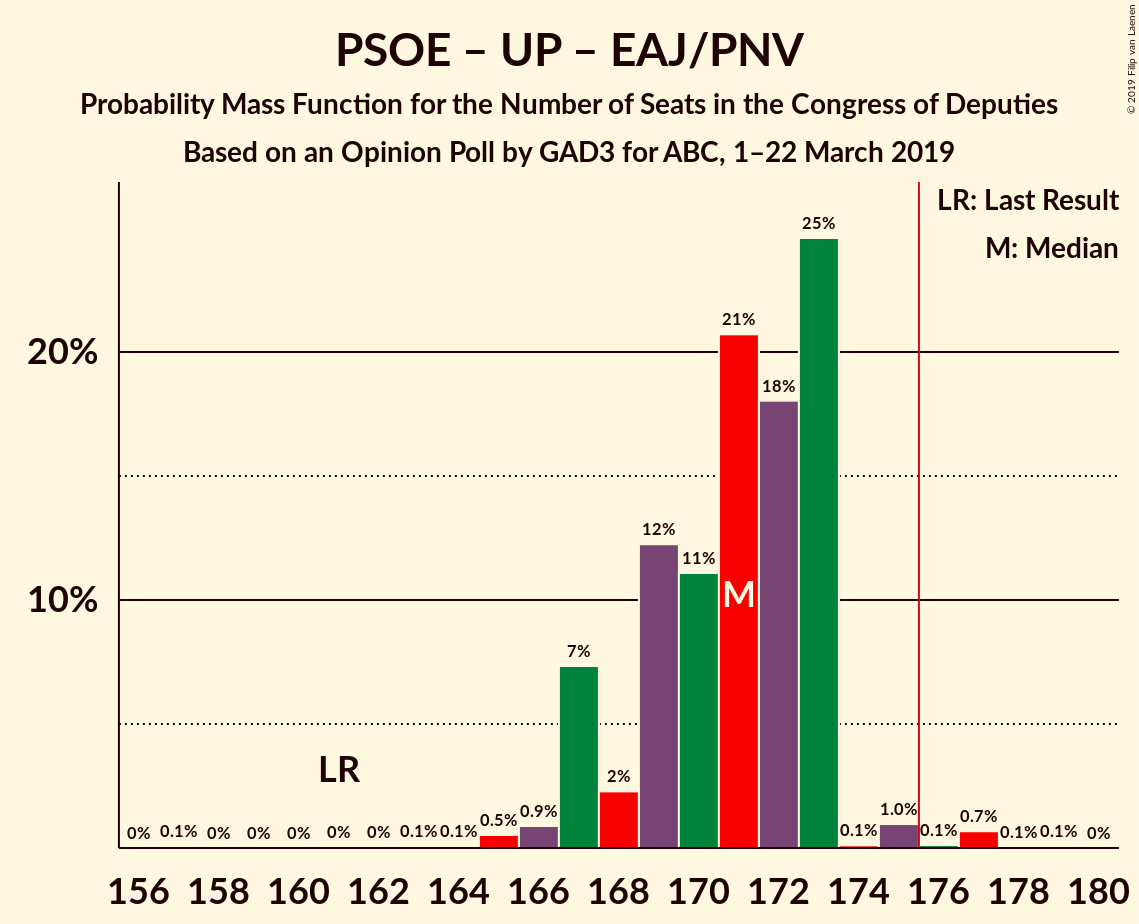 PSOE – UP – EAJ/PNV
Probability Mass Function for the Number of Seats in the Congress of Deputies
Based on an Opinion Poll by GAD3 for ABC, 1–22 March 2019
© 2019 Filip van Laenen
LR: Last Result
M: Median
25%
21%
20%
18%
12%
11%
10%
M
7%
LR
2%
0% 0.1% 0% 0% 0% 0% 0% 0.1% 0.1% 0.5% 0.9% 0.1% 1.0% 0.1% 0.7% 0.1% 0.1% 0%
156 158 160 162 164 166 168 170 172 174 176 178 180